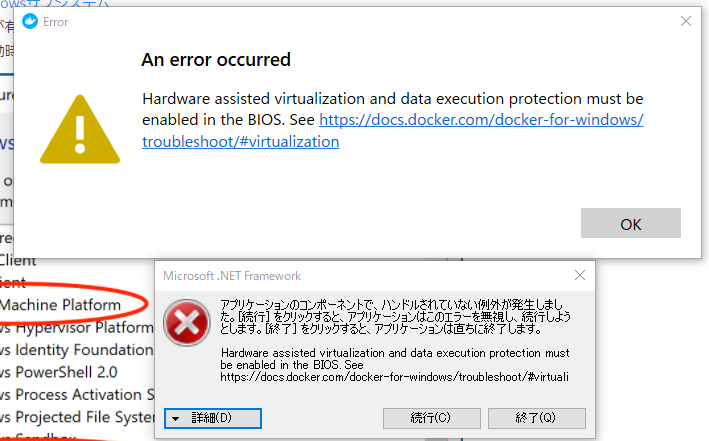 owsサブシステム
Error
An error occurred
Hardware assisted virtualization and data execution protection must be
enabled in the BIOS. See https://docs.docker.com/docker-for-windows/
troubleshoot/#virtualization
OK
Client
Machine Platform
ws Hypervisor Platform
ws Identity Foundation
ws PowerShell 2.0
ws Process Activation S
ws Projected File System
ws Sandbox
Microsoft .NET Framework
アプリケーションのコンポーネントで、ハンドルされていない例外が発生しまし
た。[続行] をクリックすると、アプリケーションはこのエラーを無視し、続行しよう
とします。[終了] をクリックすると、アプリケーションは直ちに終了します。
Hardware assisted virtualization and data execution protection must
be enabled in the BIOS. See
https://docs.docker.com/docker-for-windows/troubleshoot/#virtuali
詳細(D)
続行(C)
終了(Q)